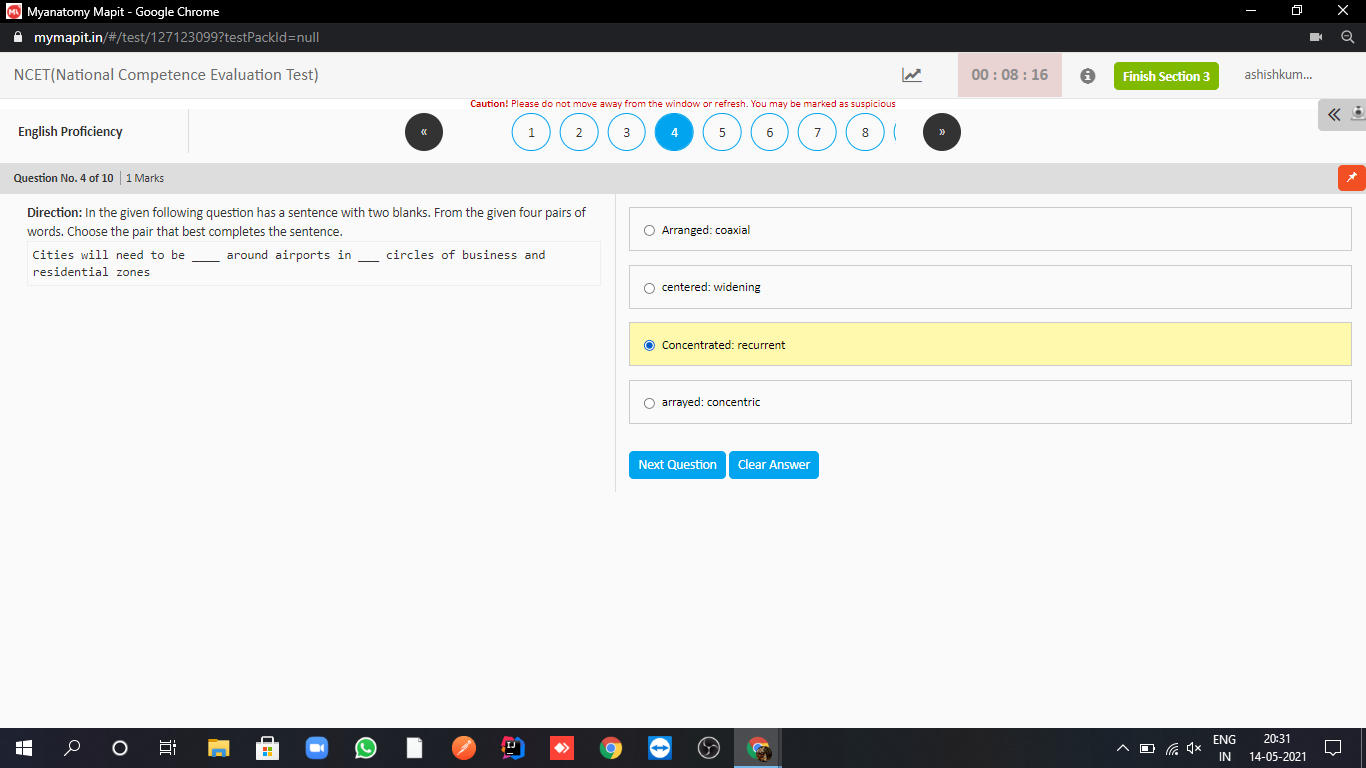 Myanatomy Mapit - Google Chrome
mymapit.in/#/test/127123099?testPackId=null
NCET(National Competence Evaluation Test)
00 : 08 : 16
Finish Section 3
ashishkum...
Caution! Please do not move away from the window or refresh. You may be marked as suspicious
English Proficiency
« 1 2 3 4 5 6 7 8 »
Question No. 4 of 10 | 1 Marks
Direction: In the given following question has a sentence with two blanks. From the given four pairs of
words. Choose the pair that best completes the sentence.
Cities will need to be ____ around airports in ___ circles of business and
residential zones
Arranged: coaxial
centered: widening
Concentrated: recurrent
arrayed: concentric
Next Question
Clear Answer
ENG
IN
20:31
14-05-2021